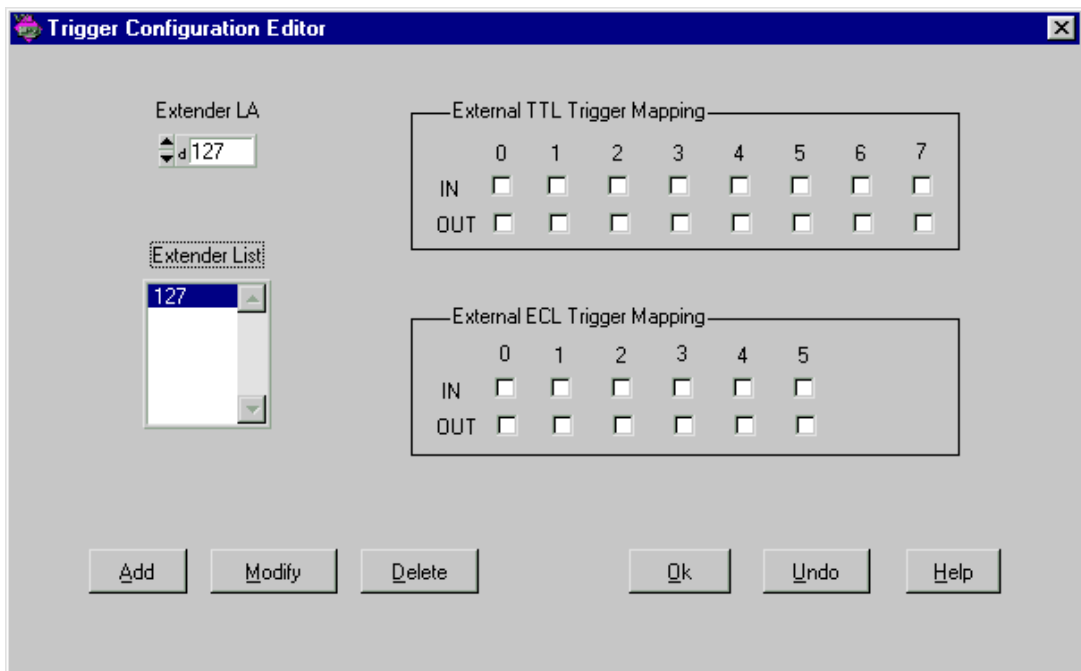 Trigger Configuration Editor
Extender LA
d 127
Extender List
127
External TTL Trigger Mapping
0 1 2 3 4 5 6 7
IN
OUT
External ECL Trigger Mapping
0 1 2 3 4 5
IN
OUT
Add Modify Delete Ok Undo Help